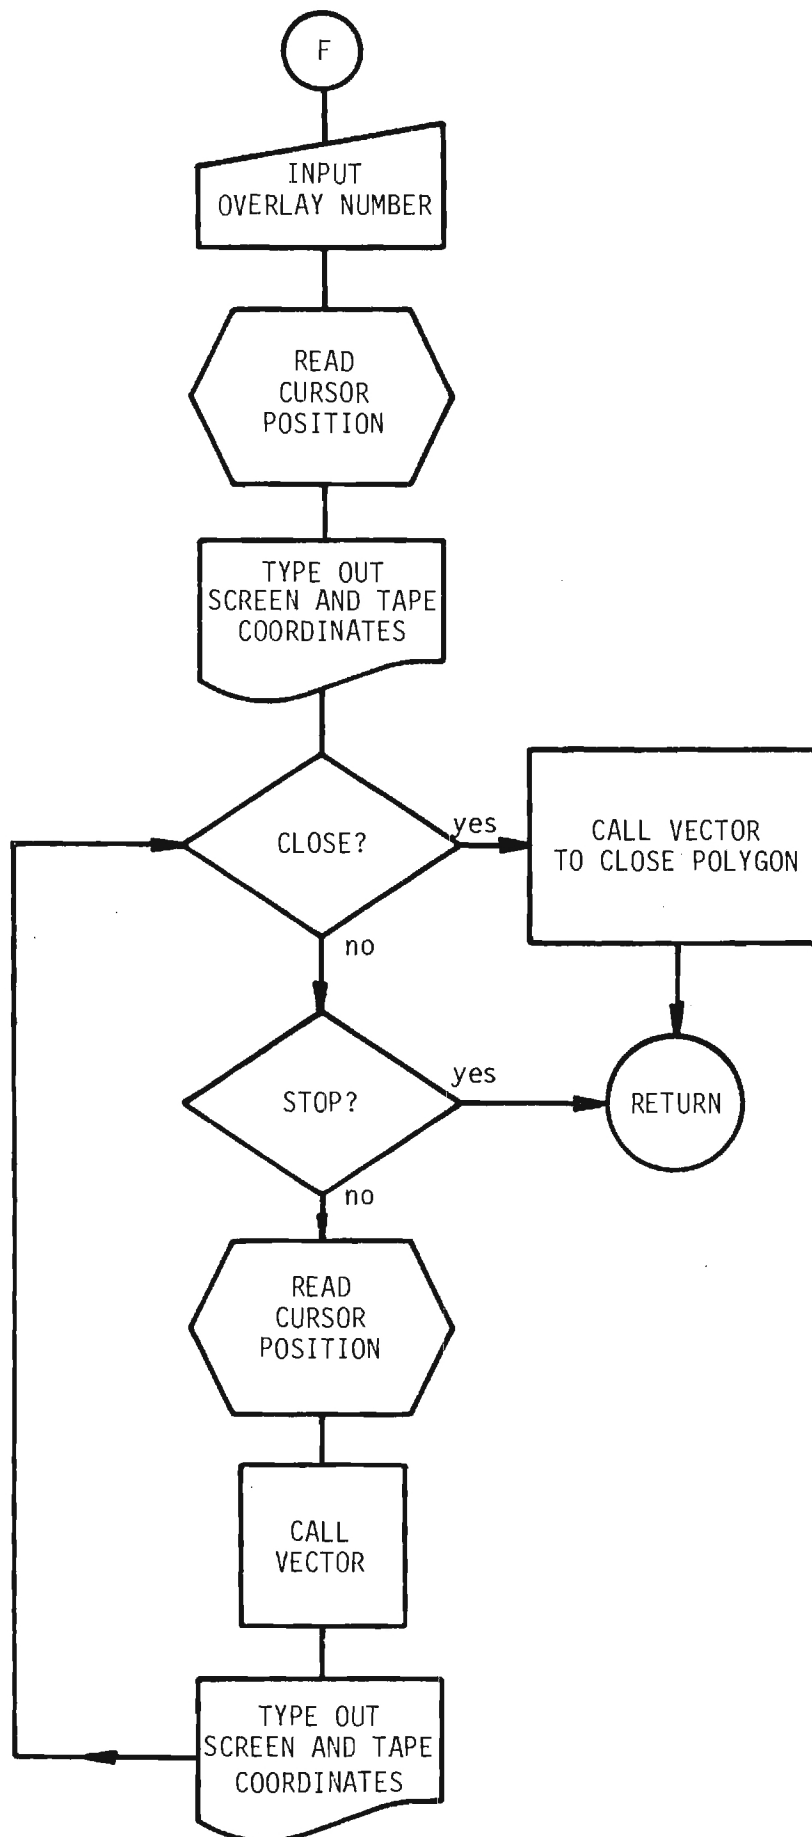 F
INPUT
OVERLAY NUMBER
READ
CURSOR
POSITION
TYPE OUT
SCREEN AND TAPE
COORDINATES
CLOSE?
yes
CALL VECTOR
TO CLOSE POLYGON
no
STOP?
yes
RETURN
no
READ
CURSOR
POSITION
CALL
VECTOR
TYPE OUT
SCREEN AND TAPE
COORDINATES